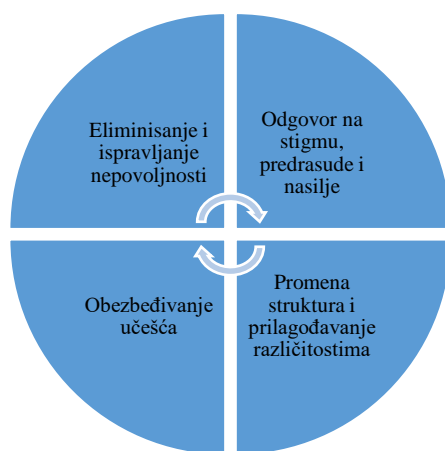 Eliminisanje i
ispravljanje
nepovoljnosti
Odgovor na
stigmu,
predrasude i
nasilje
Obezbeđivanje
učešća
Promena
struktura i
prilagođavanje
različitostima